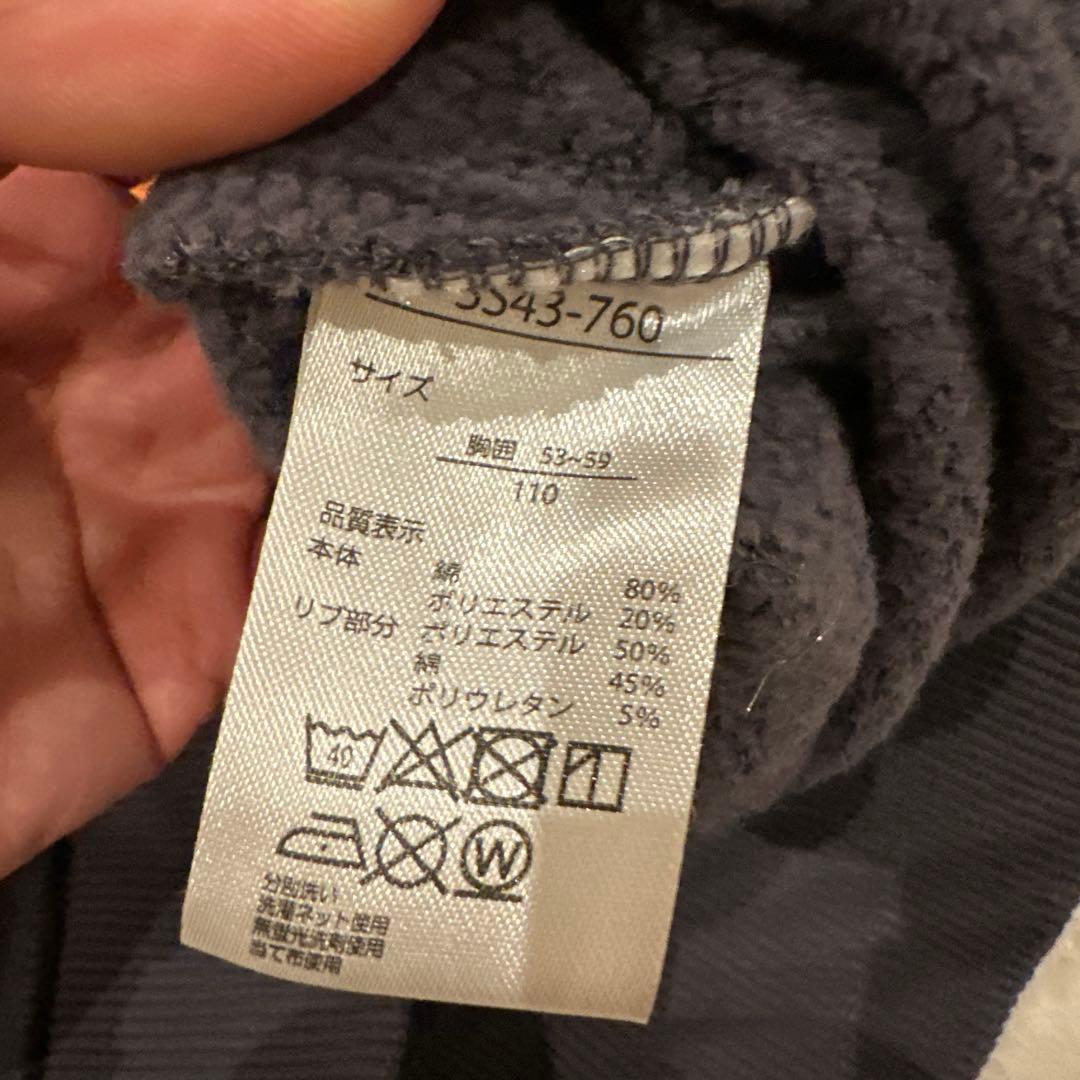 SS43-760
サイズ
胸囲 53~59
110
品質表示
本体 綿 80%
ポリエステル 20%
リブ部分 ポリエステル 50%
綿 45%
ポリウレタン 5%
40
W
分別洗い
洗濯ネット使用
無蛍光洗剤使用
当て布使用